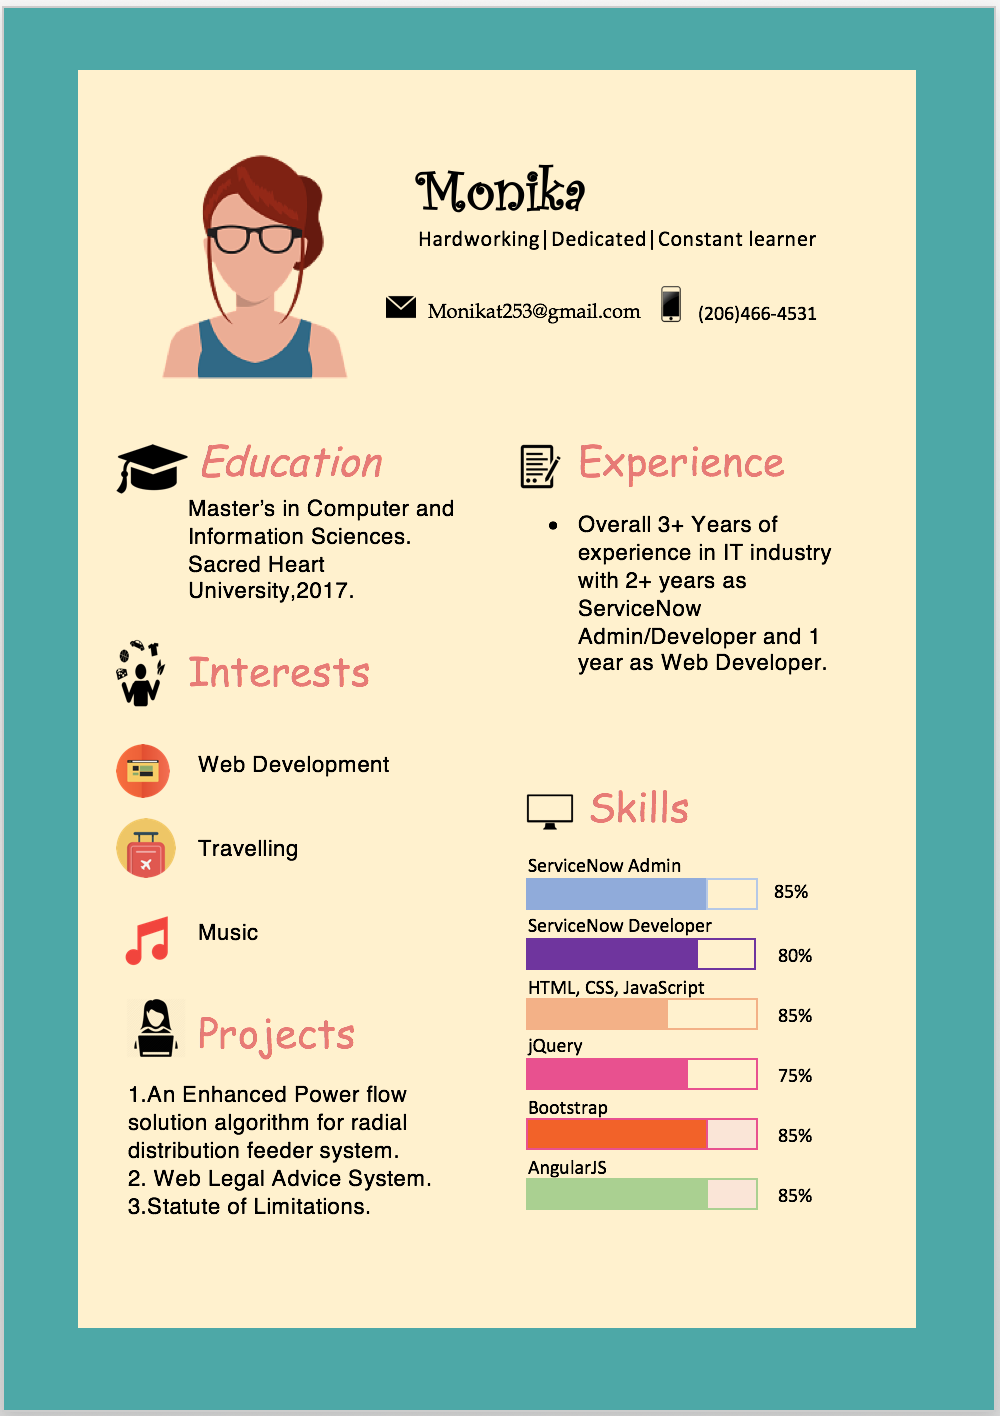 Monika
Hardworking|Dedicated|Constant learner
Monikat253@gmail.com (206)466-4531
Education
Master's in Computer and
Information Sciences.
Sacred Heart
University,2017.
Interests
Web Development
Travelling
Music
Projects
1.An Enhanced Power flow
solution algorithm for radial
distribution feeder system.
2. Web Legal Advice System.
3.Statute of Limitations.
Experience
• Overall 3+ Years of
experience in IT industry
with 2+ years as
ServiceNow
Admin/Developer and 1
year as Web Developer.
Skills
ServiceNow Admin
85%
ServiceNow Developer
80%
HTML, CSS, JavaScript
85%
jQuery
75%
Bootstrap
85%
AngularJS
85%